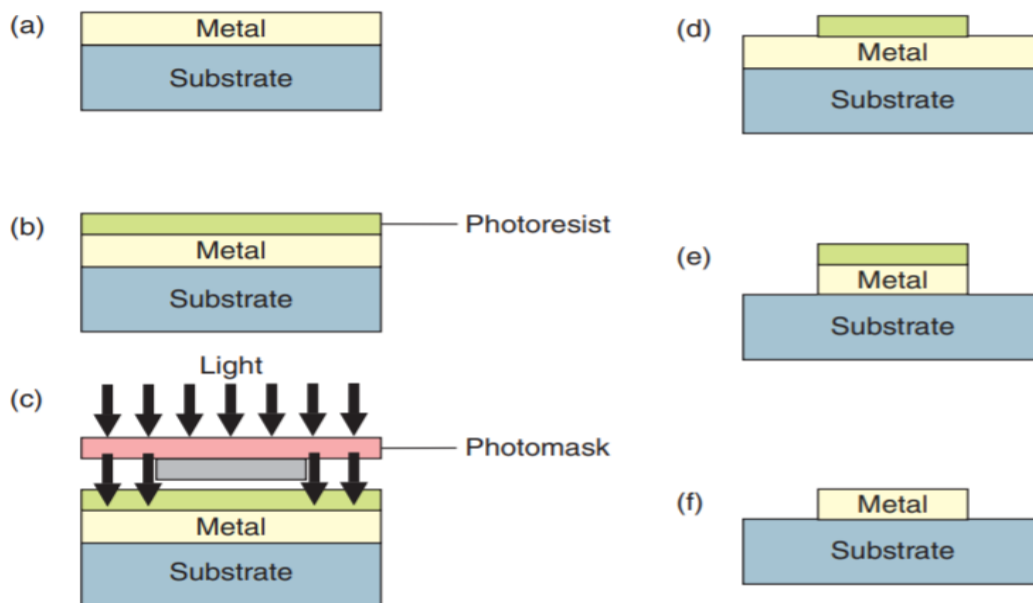 (a)
Metal
Substrate
(b)
Photoresist
Metal
Substrate
(c)
Light
Photomask
Metal
Substrate
(d)
Metal
Substrate
(e)
Metal
Substrate
(f)
Metal
Substrate